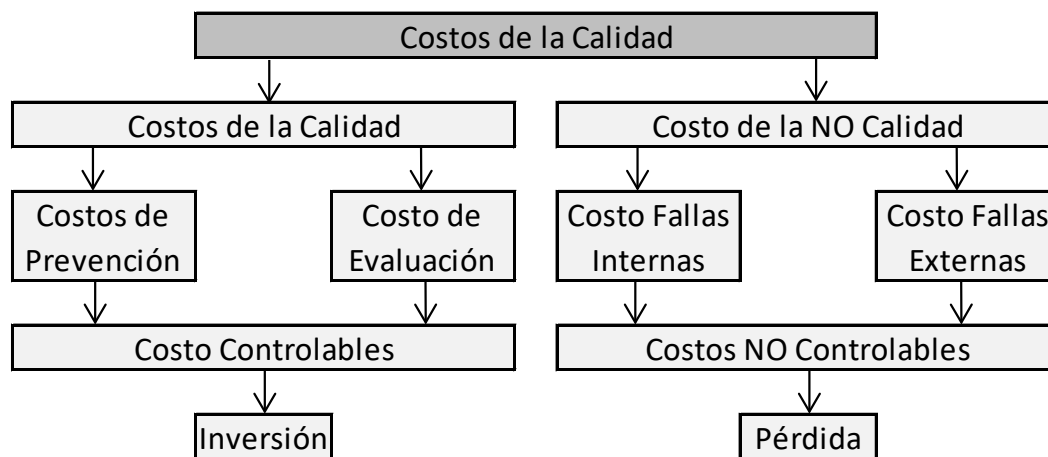 Costos de la Calidad
Costos de la Calidad
Costo de la NO Calidad
Costos de
Prevención
Costo de
Evaluación
Costo Fallas
Internas
Costo Fallas
Externas
Costo Controlables
Costos NO Controlables
Inversión
Pérdida